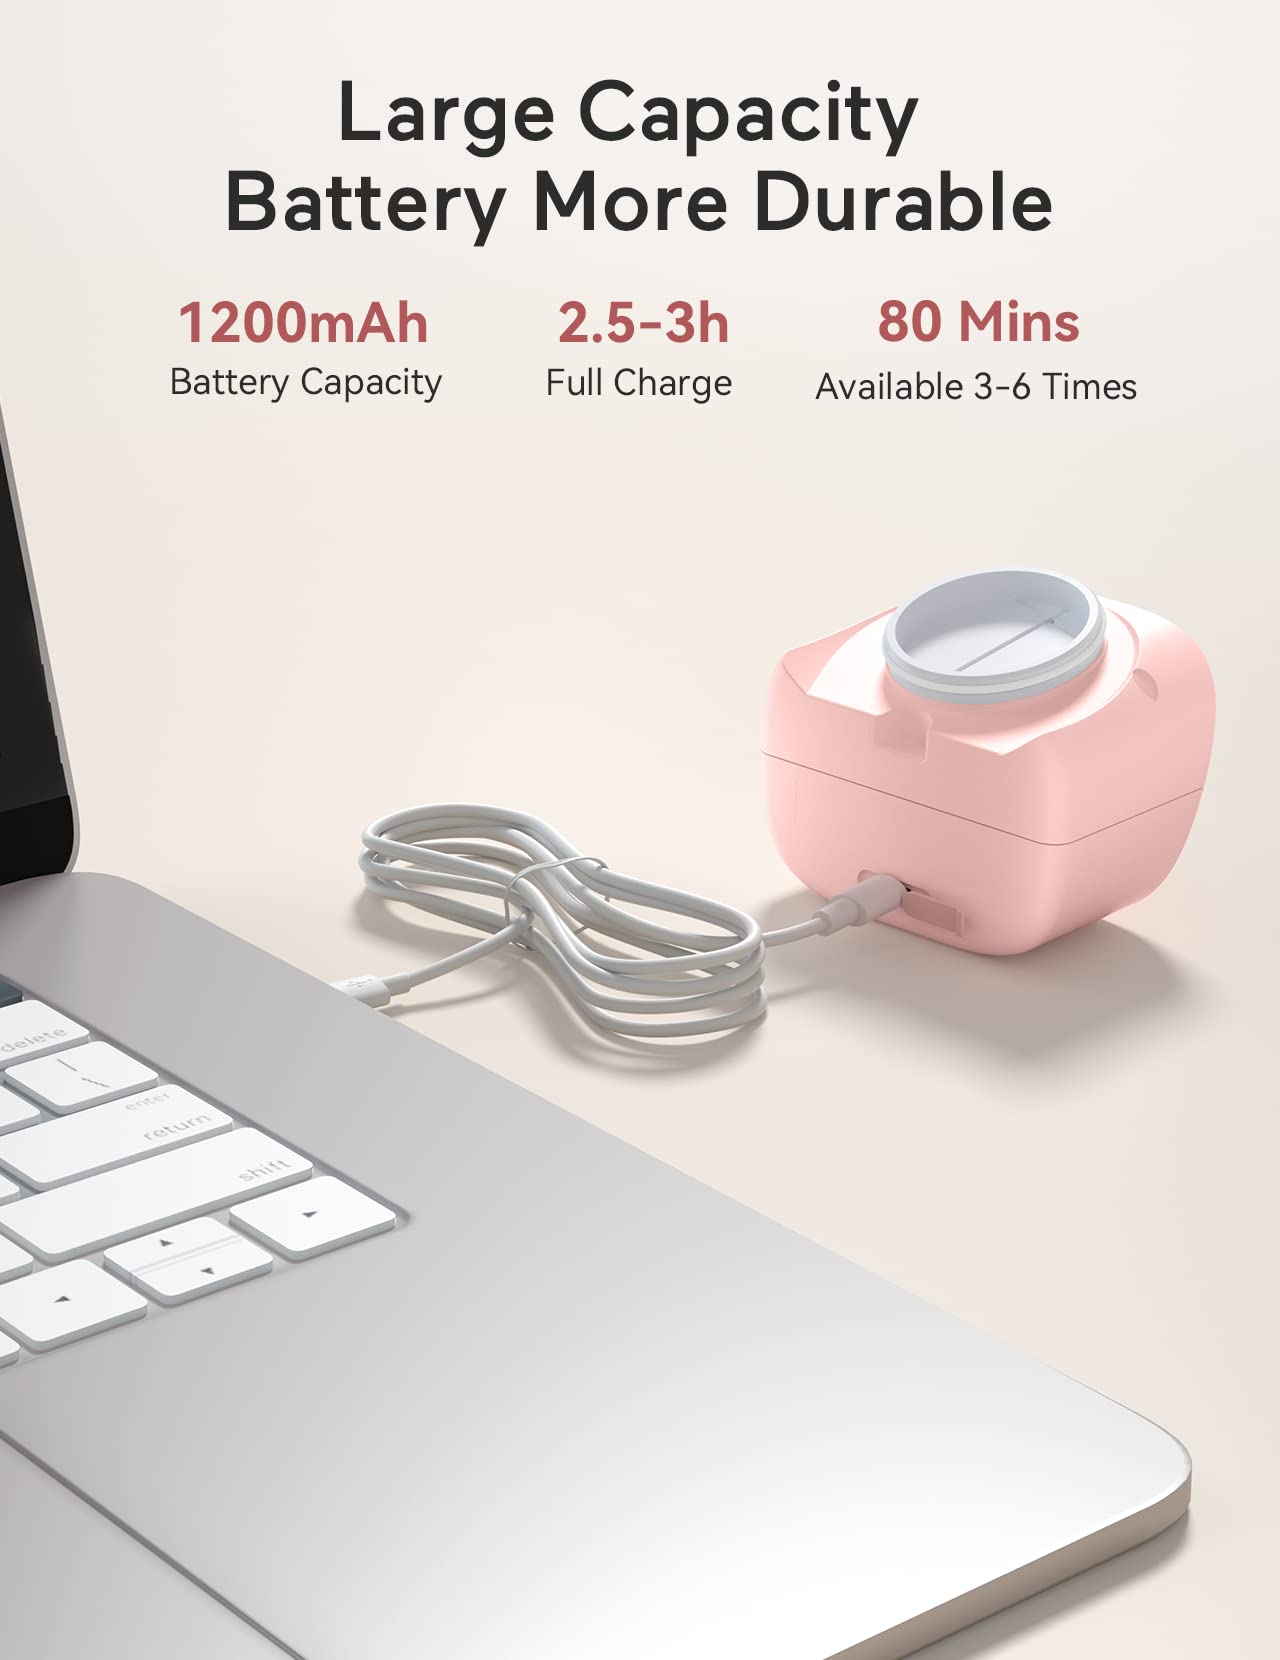 Large Capacity
Battery More Durable
1200mAh
Battery Capacity
2.5-3h
Full Charge
80 Mins
Available 3-6 Times
delete
enter
return
shift